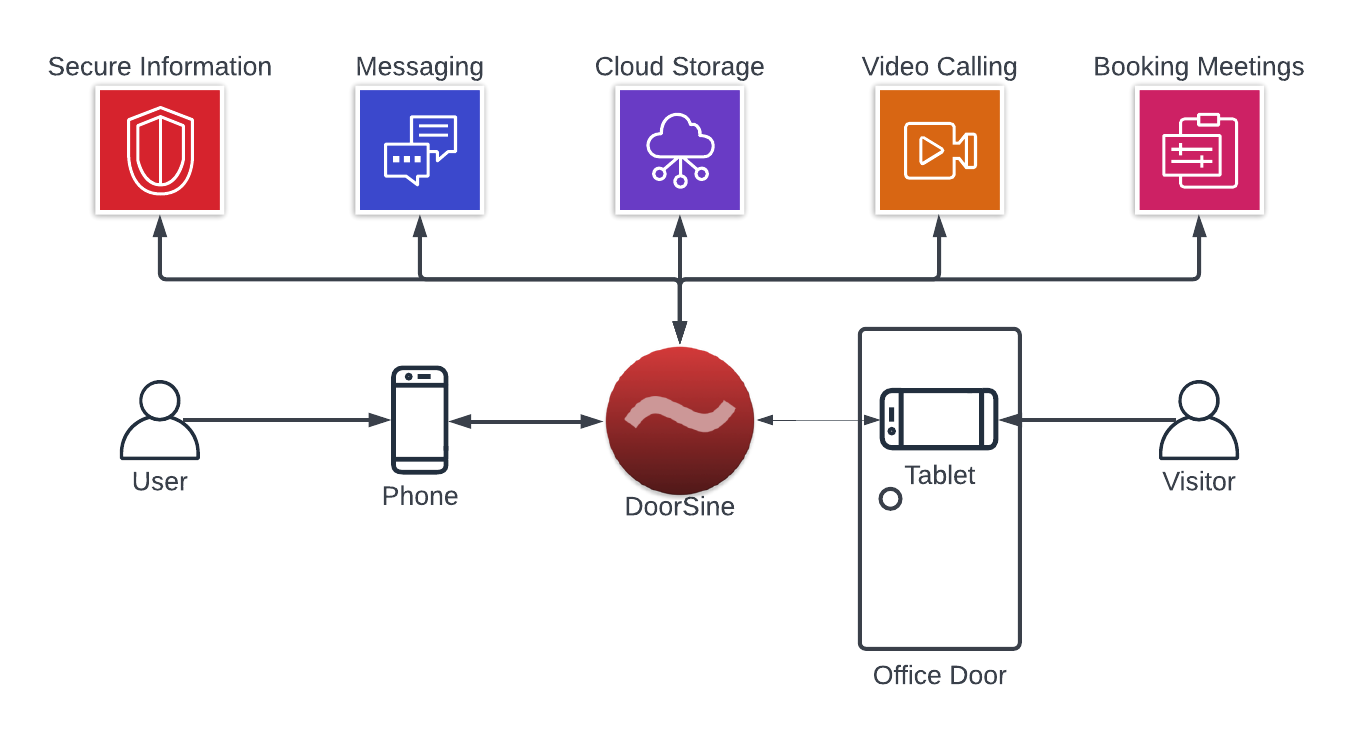 Secure Information
Messaging
Cloud Storage
Video Calling
Booking Meetings
User
Phone
DoorSine
Tablet
Visitor
Office Door